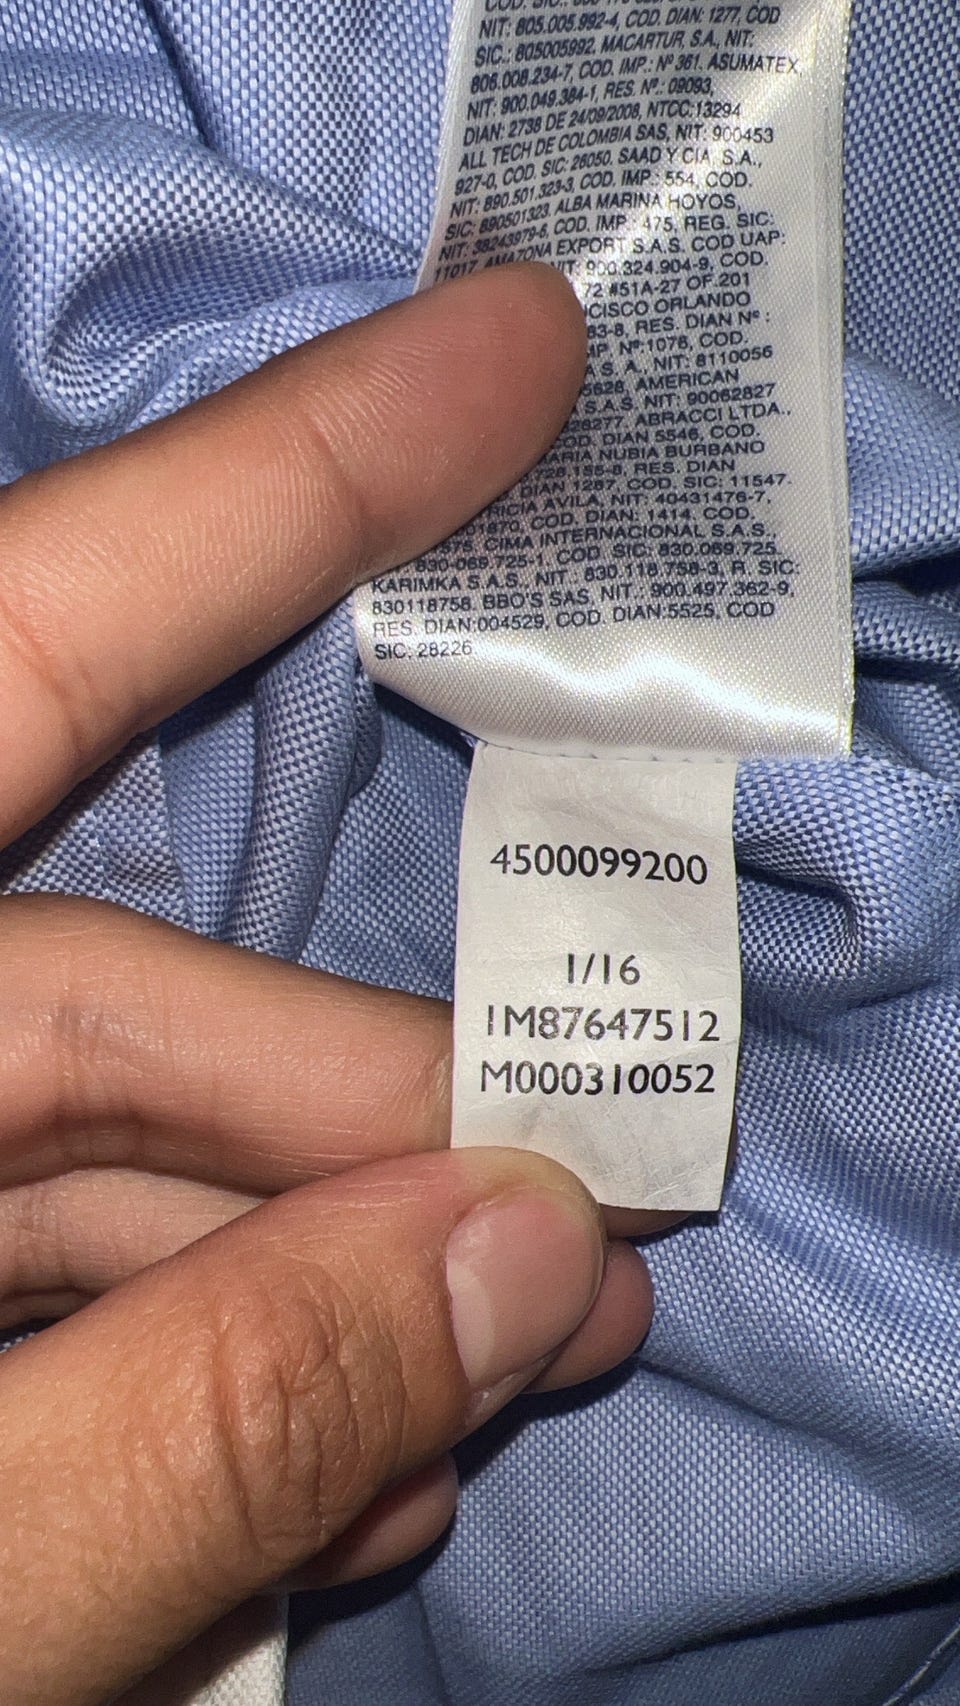 NIT: 805.005.992-4, COD. DIAN: 1277, COD
SIC.: 805005992. MACARTUR, S.A., NIT:
806.008.234-7, COD. IMP.: Nº 361. ASUMATEX,
NIT: 900.049.384-1, RES. Nº.: 09093,
DIAN: 2738 DE 24/09/2008, NTCC:13294
ALL TECH DE COLOMBIA SAS, NIT: 900453
927-0, COD. SIC: 26050. SAAD Y CIA, S.A.,
NIT: 890.501.323-3, COD. IMP.: 554, COD.
SIC: 890501323. ALBA MARINA HOYOS,
NIT: 38243979-6, COD. IMP. 475, REG. SIC:
11017. AMAZONA EXPORT S.A.S. COD UAP:
NIT: 900.324.904-9, COD.
72 #51A-27 OF.201
CISCO ORLANDO
83-8, RES. DIAN Nº :
MP. Nº:1078, COD.
S. A., NIT: 8110056
5628, AMERICAN
S.A.S. NIT: 90062827
28277. ABRACCI LTDA.,
COD. DIAN 5546, COD.
ARIA NUBIA BURBANO
728.155-8, RES. DIAN
DIAN 1287, COD. SIC: 11547.
RICIA AVILA, NIT: 40431476-7,
01870, COD. DIAN: 1414, COD.
575. CIMA INTERNACIONAL S.A.S.,
830-069.725-1, COD. SIC: 830.069.725.
KARIMKA S.A.S., NIT.: 830.118.758-3, R. SIC:
830118758. BBO'S SAS, NIT.: 900.497.362-9,
RES. DIAN:004529, COD. DIAN:5525, COD
SIC: 28226
4500099200
1/16
1M87647512
M000310052